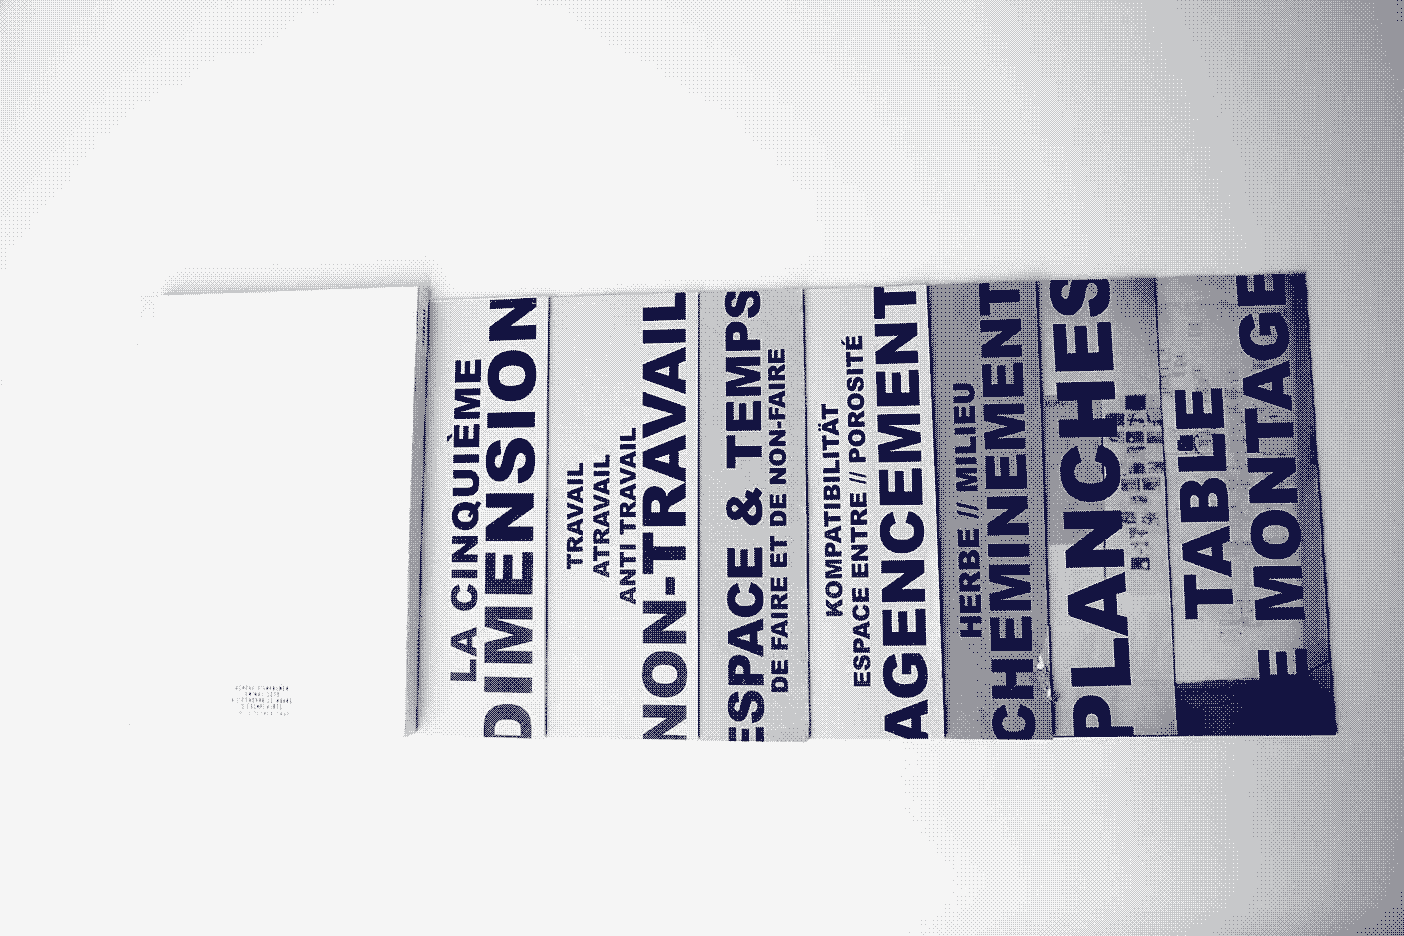 LA CINQUIÈME
DIMENSION
TRAVAIL
ATRAVAIL
ANTI TRAVAIL
NON-TRAVAIL
ESPACE & TEMPS
DE FAIRE ET DE NON-FAIRE
KOMPATIBILITÄT
ESPACE ENTRE // POROSITÉ
AGENCEMENT
HERBE // MILIEU
CHEMINEMENT
PLANCHES
TABLE
E MONTAGE